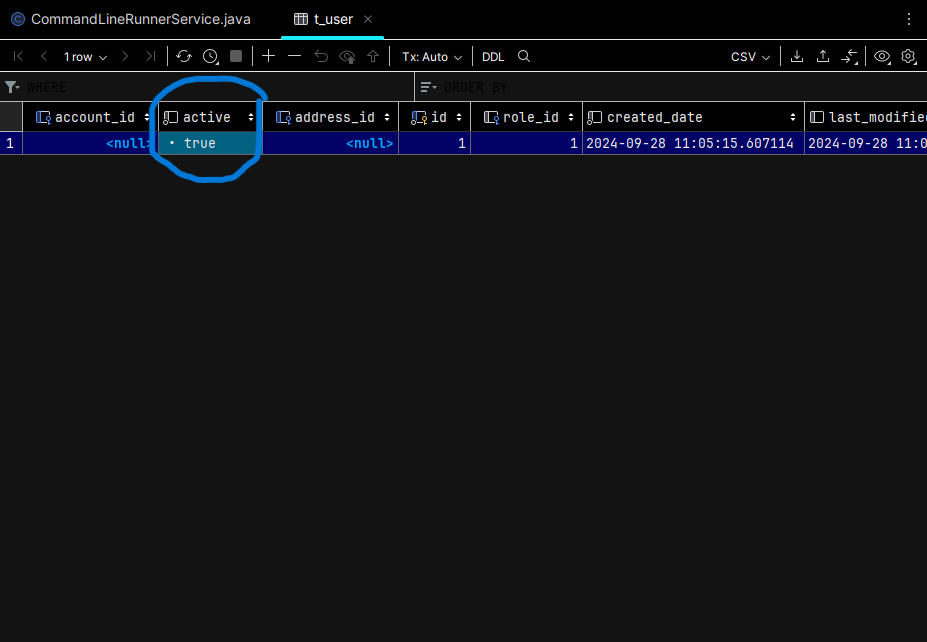 CommandLineRunnerService.java t_user
1 row Tx: Auto DDL CSV
WHERE ORDER BY
account_id active address_id id role_id created_date last_modifie
1 <null> true <null> 1 1 2024-09-28 11:05:15.607114 2024-09-28 11:0